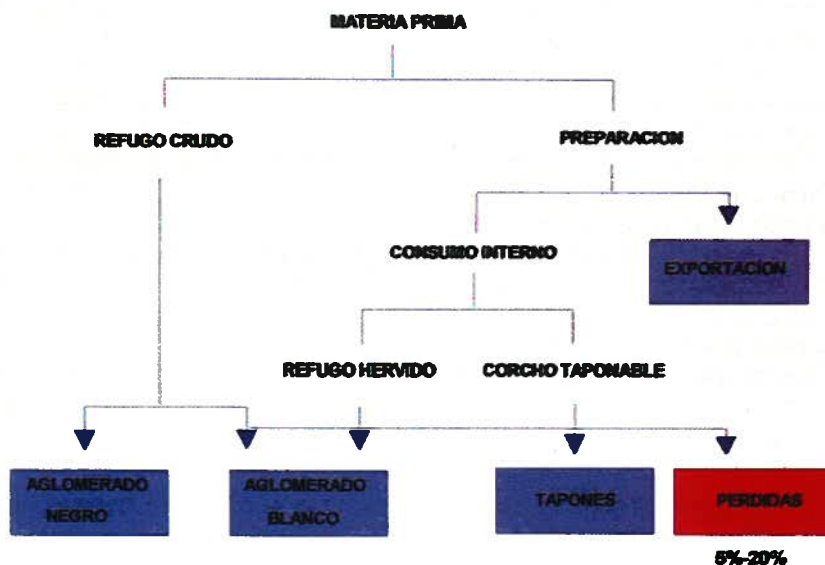 MATERIA PRIMA
REFUGO CRUDO
PREPARACION
CONSUMO INTERNO
EXPORTACION
REFUGO HERVIDO
CORCHO TAPONABLE
AGLOMERADO
NEGRO
AGLOMERADO
BLANCO
TAPONES
PERDIDAS
5%-20%